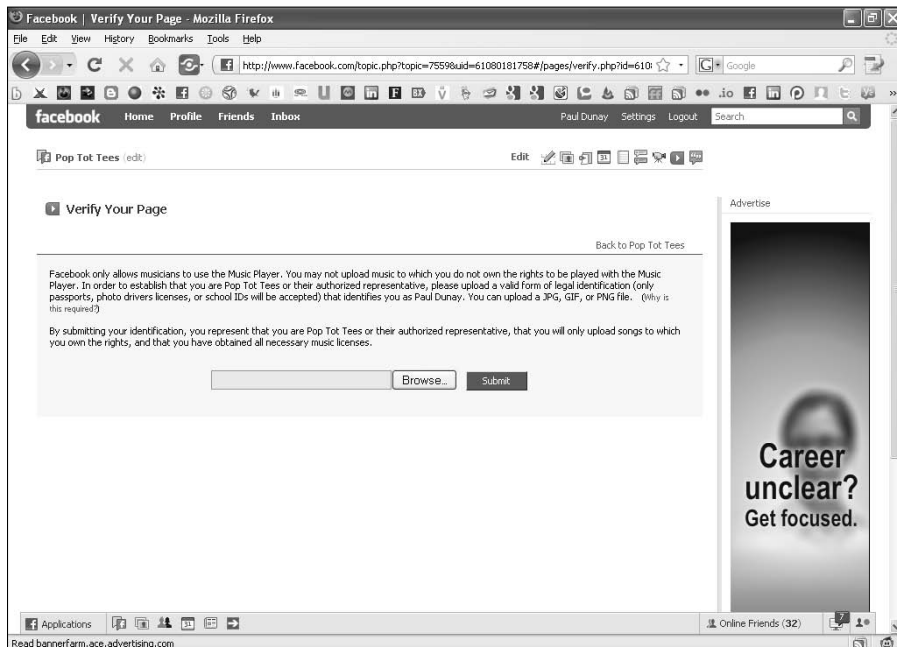 Facebook | Verify Your Page - Mozilla Firefox
File Edit View History Bookmarks Tools Help
http://www.facebook.com/topic.php?topic=7559&uid=61080181758#/pages/verify.php?id=610
Google
facebook Home Profile Friends Inbox Paul Dunay Settings Logout Search
Pop Tot Tees (edit) Edit
Verify Your Page
Advertise
Back to Pop Tot Tees
Facebook only allows musicians to use the Music Player. You may not upload music to which you do not own the rights to be played with the Music
Player. In order to establish that you are Pop Tot Tees or their authorized representative, please upload a valid form of legal identification (only
passports, photo drivers licenses, or school IDs will be accepted) that identifies you as Paul Dunay. You can upload a JPG, GIF, or PNG file. (Why is
this required?)
By submitting your identification, you represent that you are Pop Tot Tees or their authorized representative, that you will only upload songs to which
you own the rights, and that you have obtained all necessary music licenses.
Browse... Submit
Career
unclear?
Get focused.
Applications Online Friends (32) 7
Read bannerfarm.ace.advertising.com